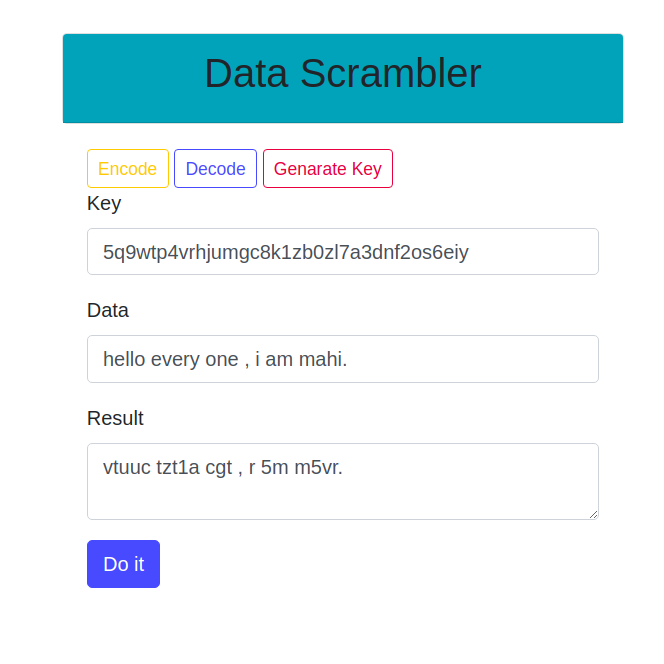 Data Scrambler
Encode Decode Genarate Key
Key
5q9wtp4vrhjumgc8k1zb0zl7a3dnf2os6eiy
Data
hello every one , i am mahi.
Result
vtuuc tzt1a cgt , r 5m m5vr.
Do it